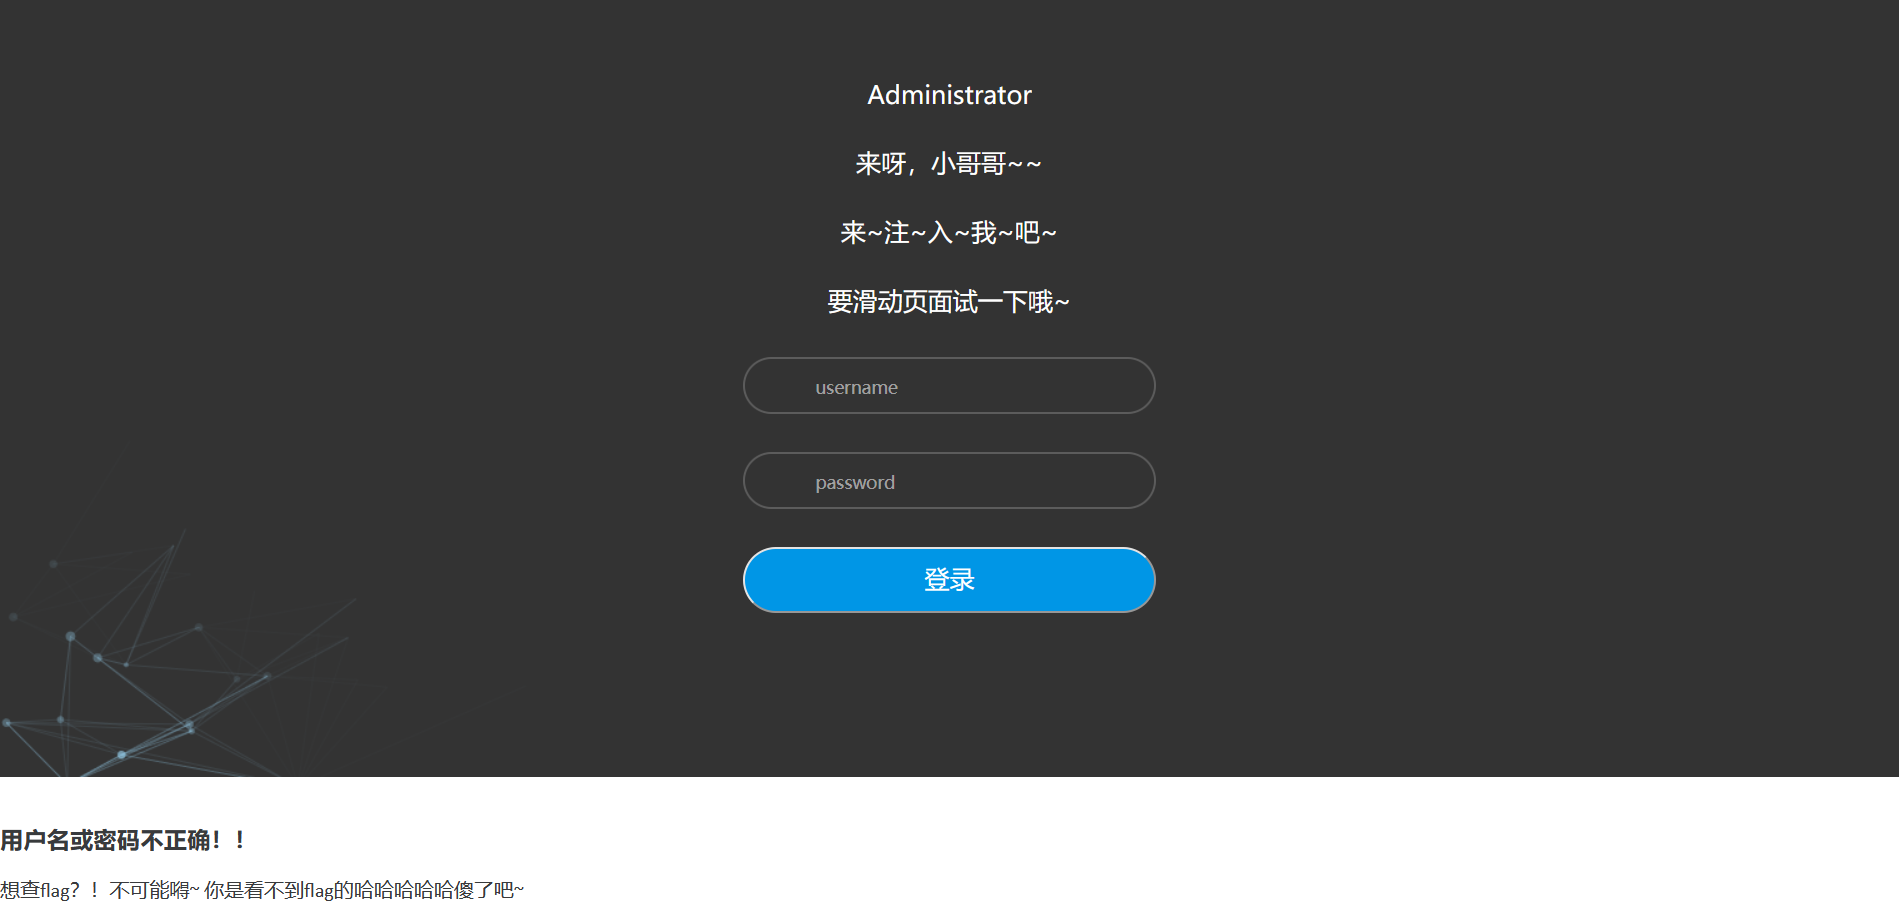 Administrator
来呀，小哥哥~~
来~注~入~我~吧~
要滑动页面试一下哦~
username
password
登录
用户名或密码不正确！！
想查flag？！不可能嘚~ 你是看不到flag的哈哈哈哈哈傻了吧~